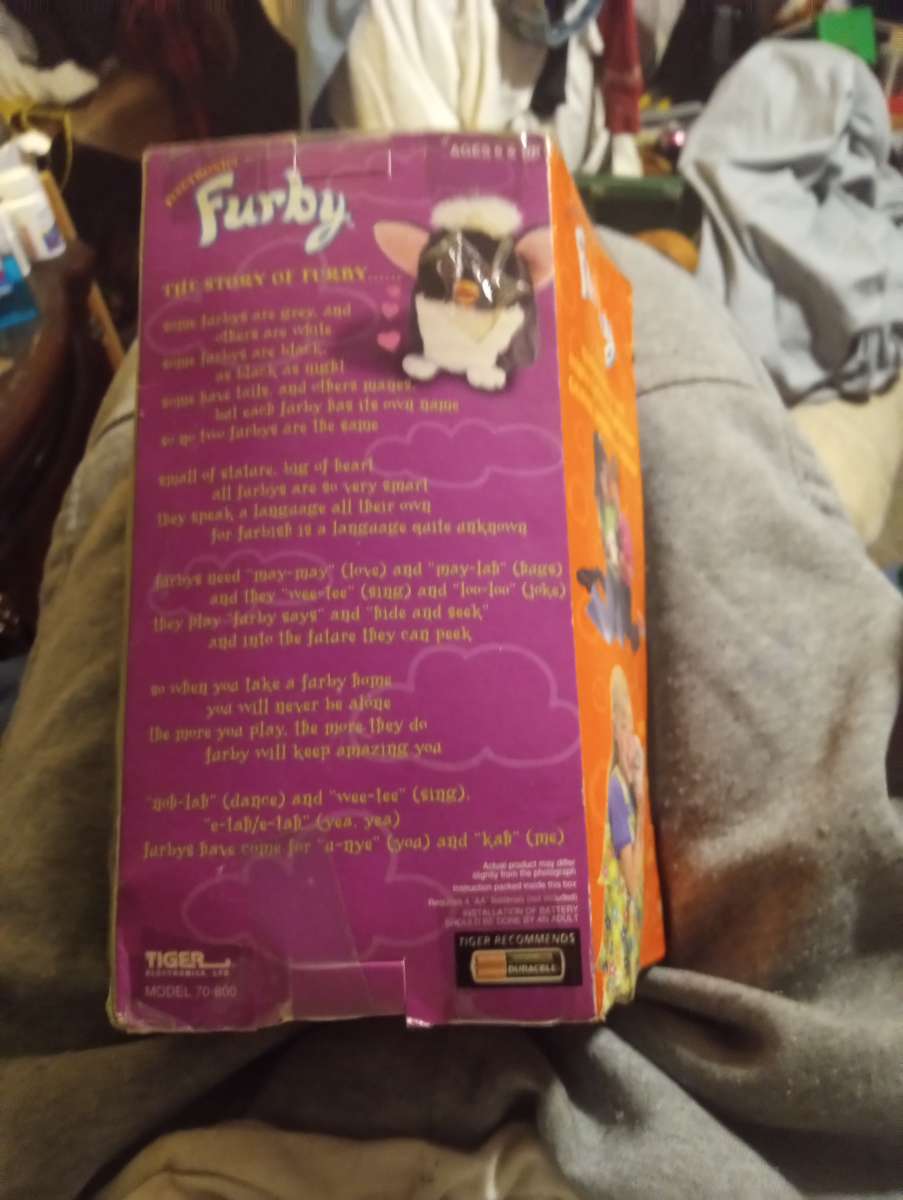 ELECTRONIC
Furby
AGES 6 & UP
THE STORY OF FURBY......
some furbys are grey, and
others are white
some furbys are black,
as black as night
some have tails, and others manes,
but each furby has its own name
so no two furbys are the same
small of stature, big of heart
all furbys are so very smart
they speak a language all their own
for furbish is a language quite unknown
furbys need "may-may" (love) and "may-lah" (hugs)
and they "wee-tee" (sing) and "loo-loo" (joke)
they play "furby says" and "hide and seek"
and into the future they can peek
so when you take a furby home
you will never be alone
the more you play, the more they do
furby will keep amazing you
"noh-lah" (dance) and "wee-tee" (sing),
"e-tah/e-tah" (yea, yea)
furbys have come for "u-nye" (you) and "kah" (me)
Actual product may differ
slightly from the photograph
Instruction packed inside this box
Requires 4 "AA" Batteries (not included)
INSTALLATION OF BATTERY
SHOULD BE DONE BY AN ADULT
TIGER RECOMMENDS
DURACELL
TIGER
ELECTRONICS, LTD.
MODEL 70-800